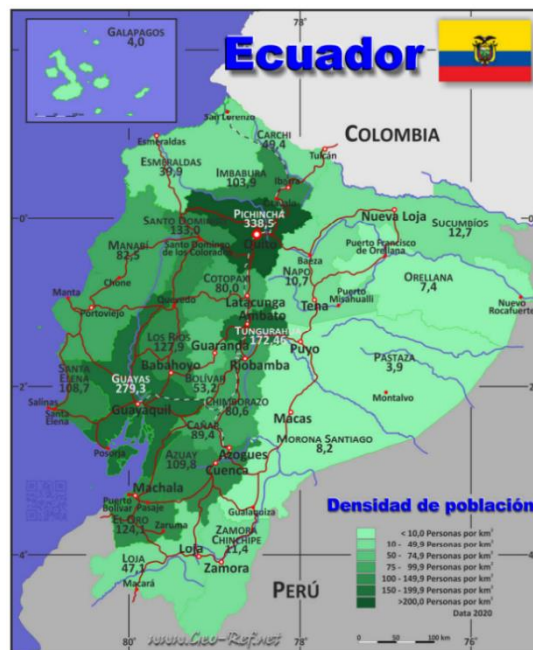 GALAPAGOS
4,0
Ecuador
COLOMBIA
San Lorenzo
CARCHI
49,4
Tulcán
Esmeraldas
ESMERALDAS
39,9
IMBABURA
103,9
Ibarra
PICHINCHA
338,5
Quito
SANTO DOMINGO
133,0
Santo Domingo
de los Colorados
Nueva Loja
SUCUMBÍOS
12,7
Puerto Francisco
de Orellana
Baeza
NAPO
10,7
ORELLANA
7,4
Nuevo
Rocafuerte
MANABÍ
82,5
Chone
Manta
Portoviejo
Quevedo
COTOPAXI
80,0
Latacunga
Ambato
Tena
Puerto
Misahuallí
TUNGURAHUA
172,46
Puyo
LOS RÍOS
127,9
Guaranda
Babahoyo
Riobamba
BOLÍVAR
53,2
PASTAZA
3,9
Montalvo
SANTA
ELENA
108,7
GUAYAS
279,3
Guayaquil
CHIMBORAZO
80,6
Salinas
Santa
Elena
Macas
CAÑAR
89,4
Azogues
MORONA SANTIAGO
8,2
Posorja
AZUAY
109,8
Cuenca
Machala
Puerto
Bolívar
Pasaje
Gualaquiza
EL ORO
124,1
Zaruma
ZAMORA
CHINCHIPE
11,4
LOJA
47,1
Loja
Zamora
Macará
PERÚ
Densidad de población
< 10,0 Personas por km²
10 - 49,9 Personas por km²
50 - 74,9 Personas por km²
75 - 99,9 Personas por km²
100 - 149,9 Personas por km²
150 - 199,9 Personas por km²
>200,0 Personas por km²
Data 2020
0 50 100 km
www.Geo-Ref.net
80°
78°
76°
0°
2°
4°